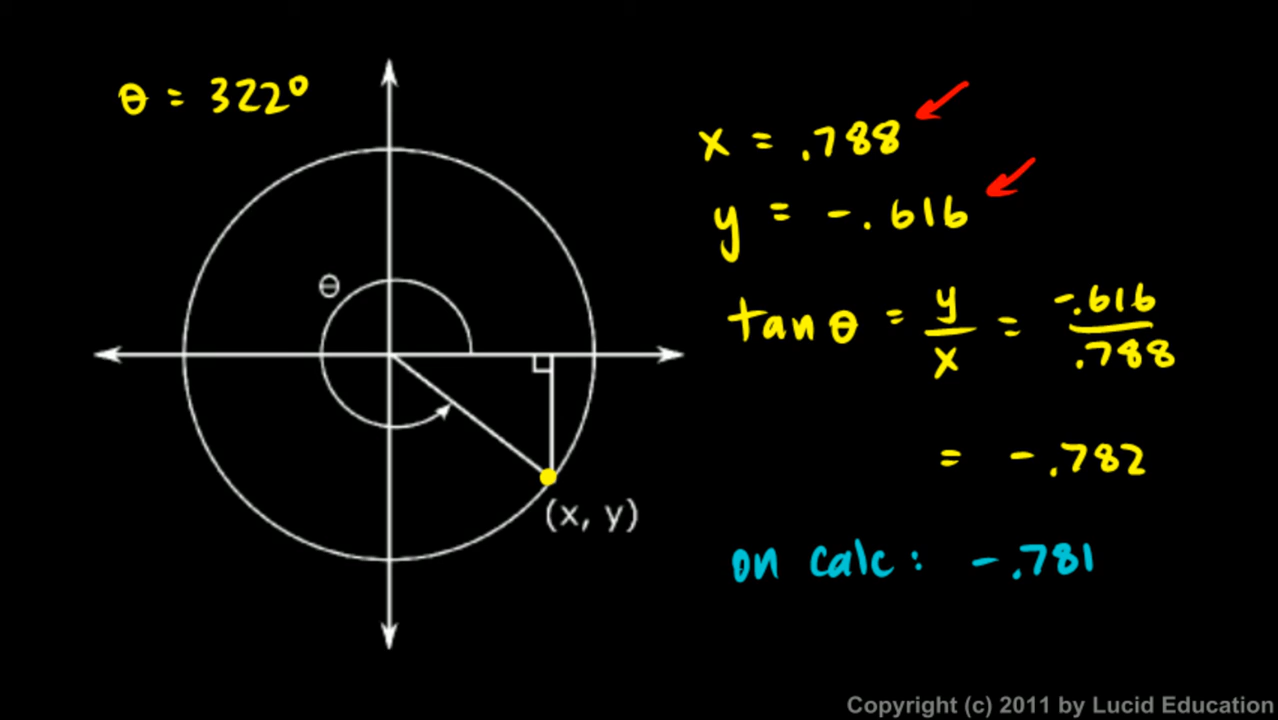 θ = 322°
x = .788
y = -.616
θ
tan θ = y/x = -.616/.788
= -.782
(x, y)
on calc: -.781
Copyright (c) 2011 by Lucid Education